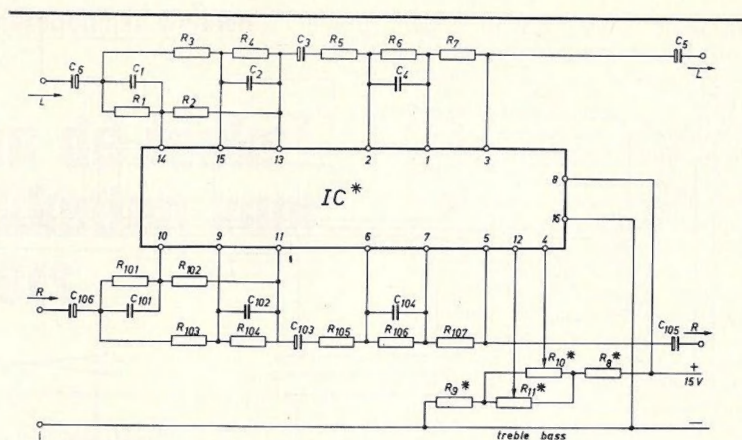 R3 R4 C3 R5 R6 R7 C5
C6 C1 C2 C4
L L
R1 R2
14 15 13 2 1 3
IC* 8
16
10 9 11 6 7 5 12 4
R101 R102
R C106 C101 C102 C104 C105 R
R103 R104 C103 R105 R106 R107
R10* R8* +
15 V
R9* R11*
treble bass −